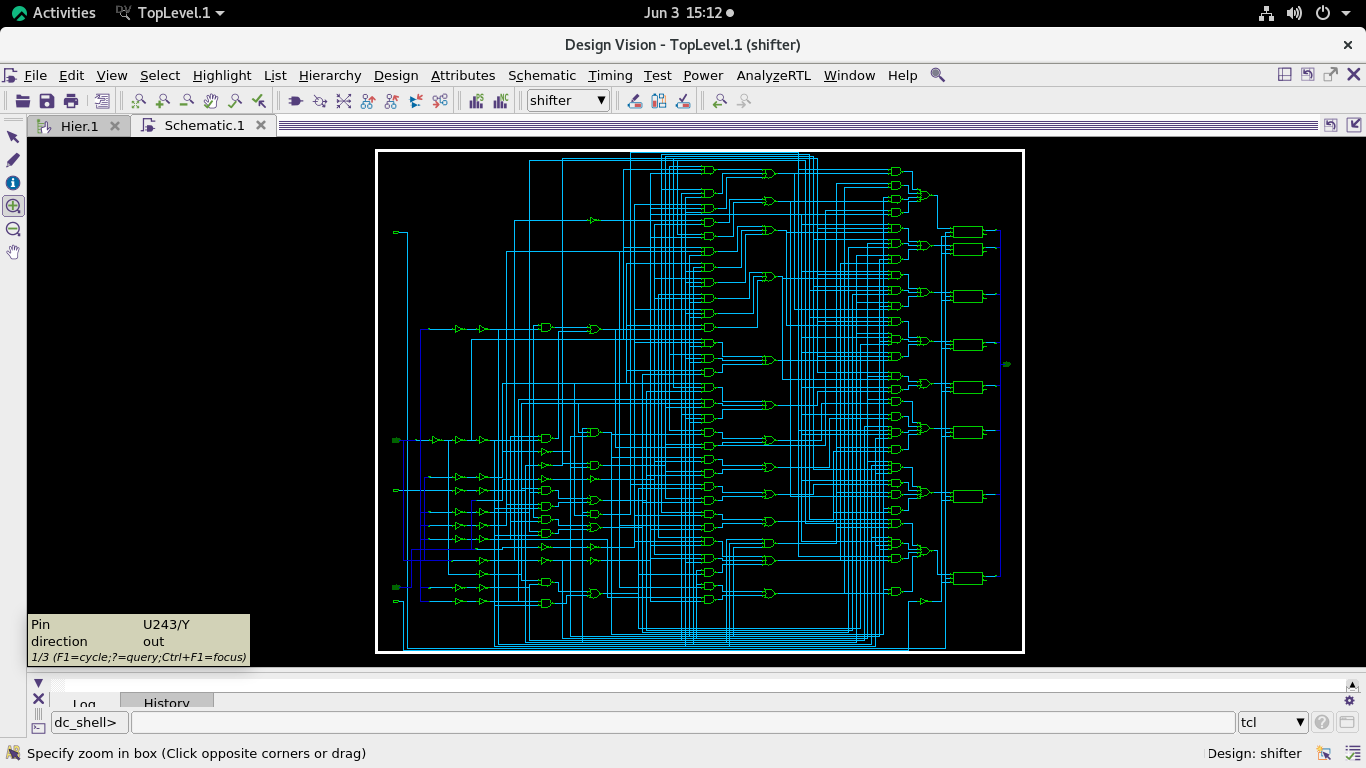 Activities TopLevel.1 Jun 3 15:12
Design Vision - TopLevel.1 (shifter)
File Edit View Select Highlight List Hierarchy Design Attributes Schematic Timing Test Power AnalyzeRTL Window Help
shifter
Hier.1 Schematic.1
Pin U243/Y
direction out
1/3 (F1=cycle;?=query;Ctrl+F1=focus)
Log History
dc_shell> tcl
Specify zoom in box (Click opposite corners or drag) Design: shifter